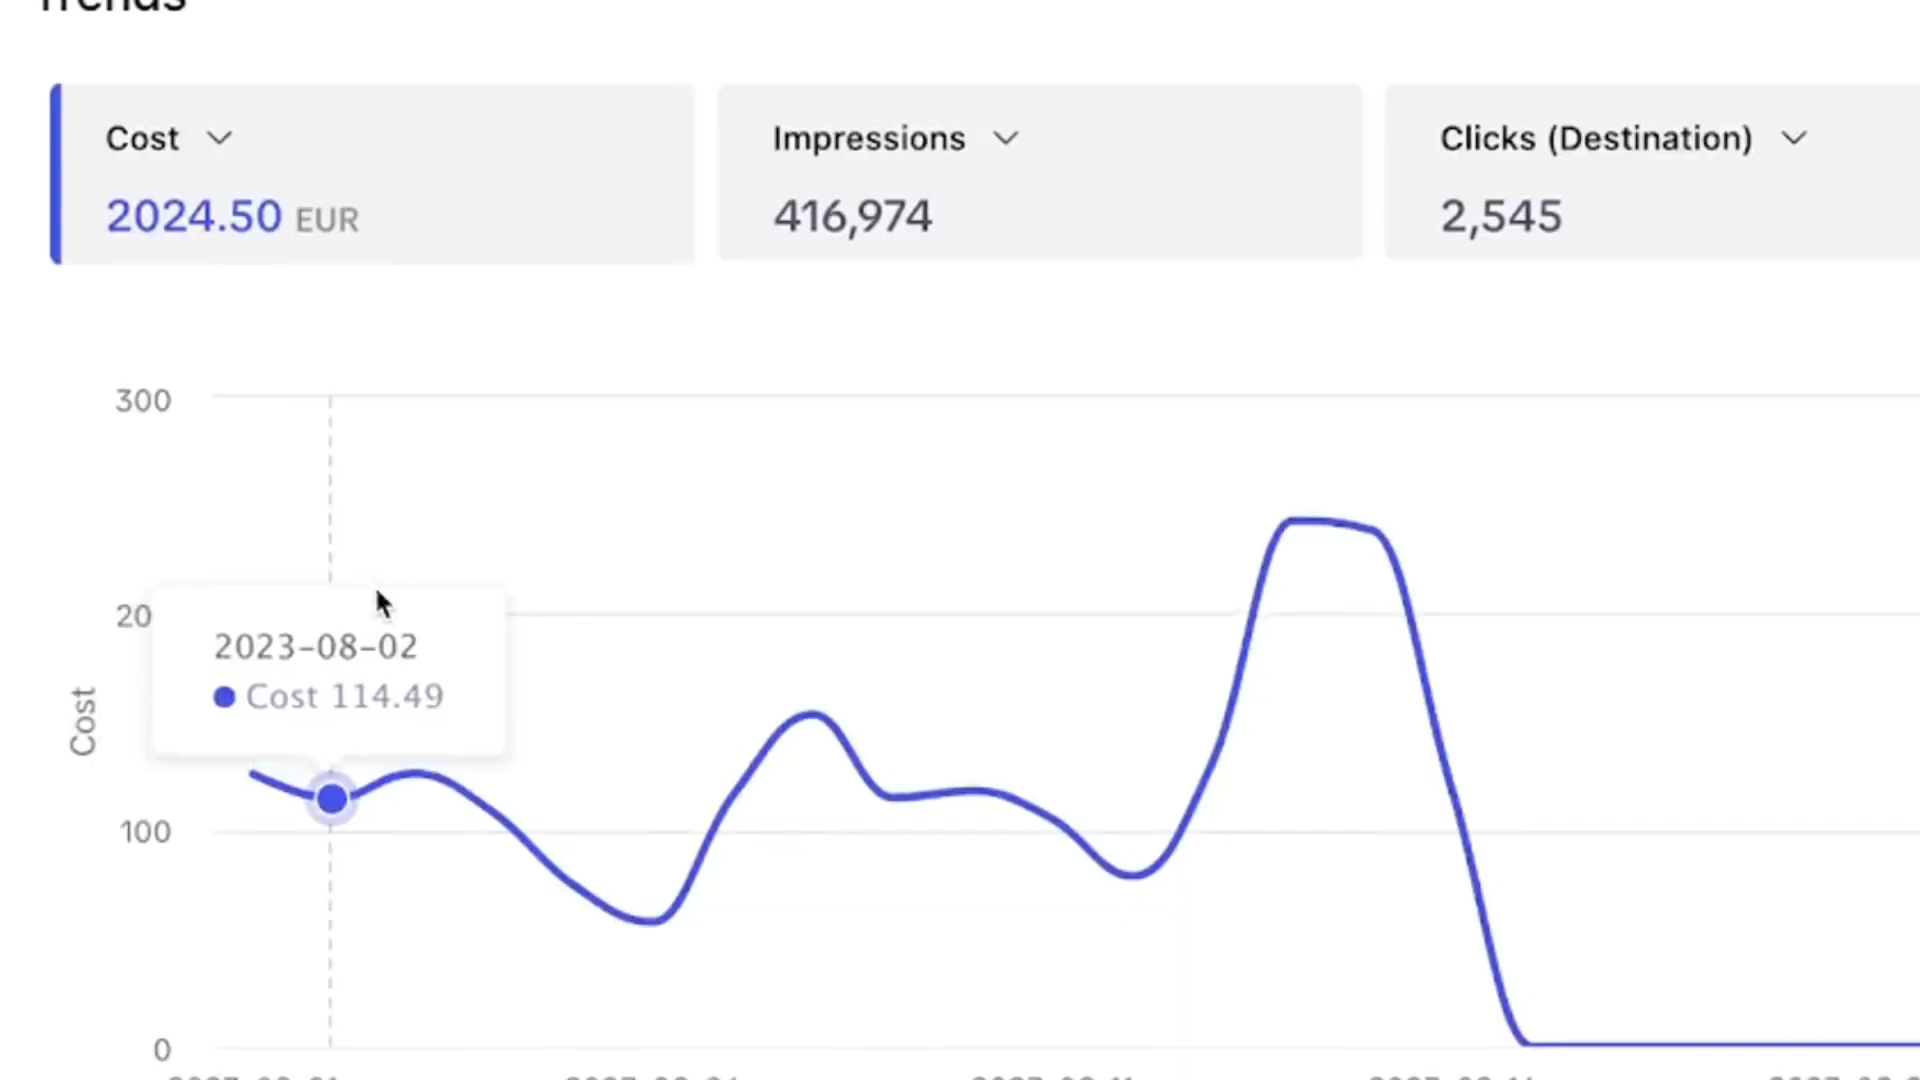 Trends
Cost
2024.50 EUR
Impressions
416,974
Clicks (Destination)
2,545
300
20
2023-08-02
Cost 114.49
Cost
100
0